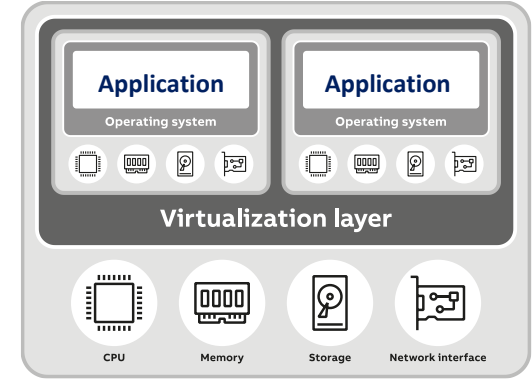 Application
Operating system
Application
Operating system
Virtualization layer
CPU
Memory
Storage
Network interface